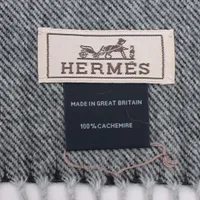 HERMÈS
MADE IN GREAT BRITAIN
100% CACHEMIRE